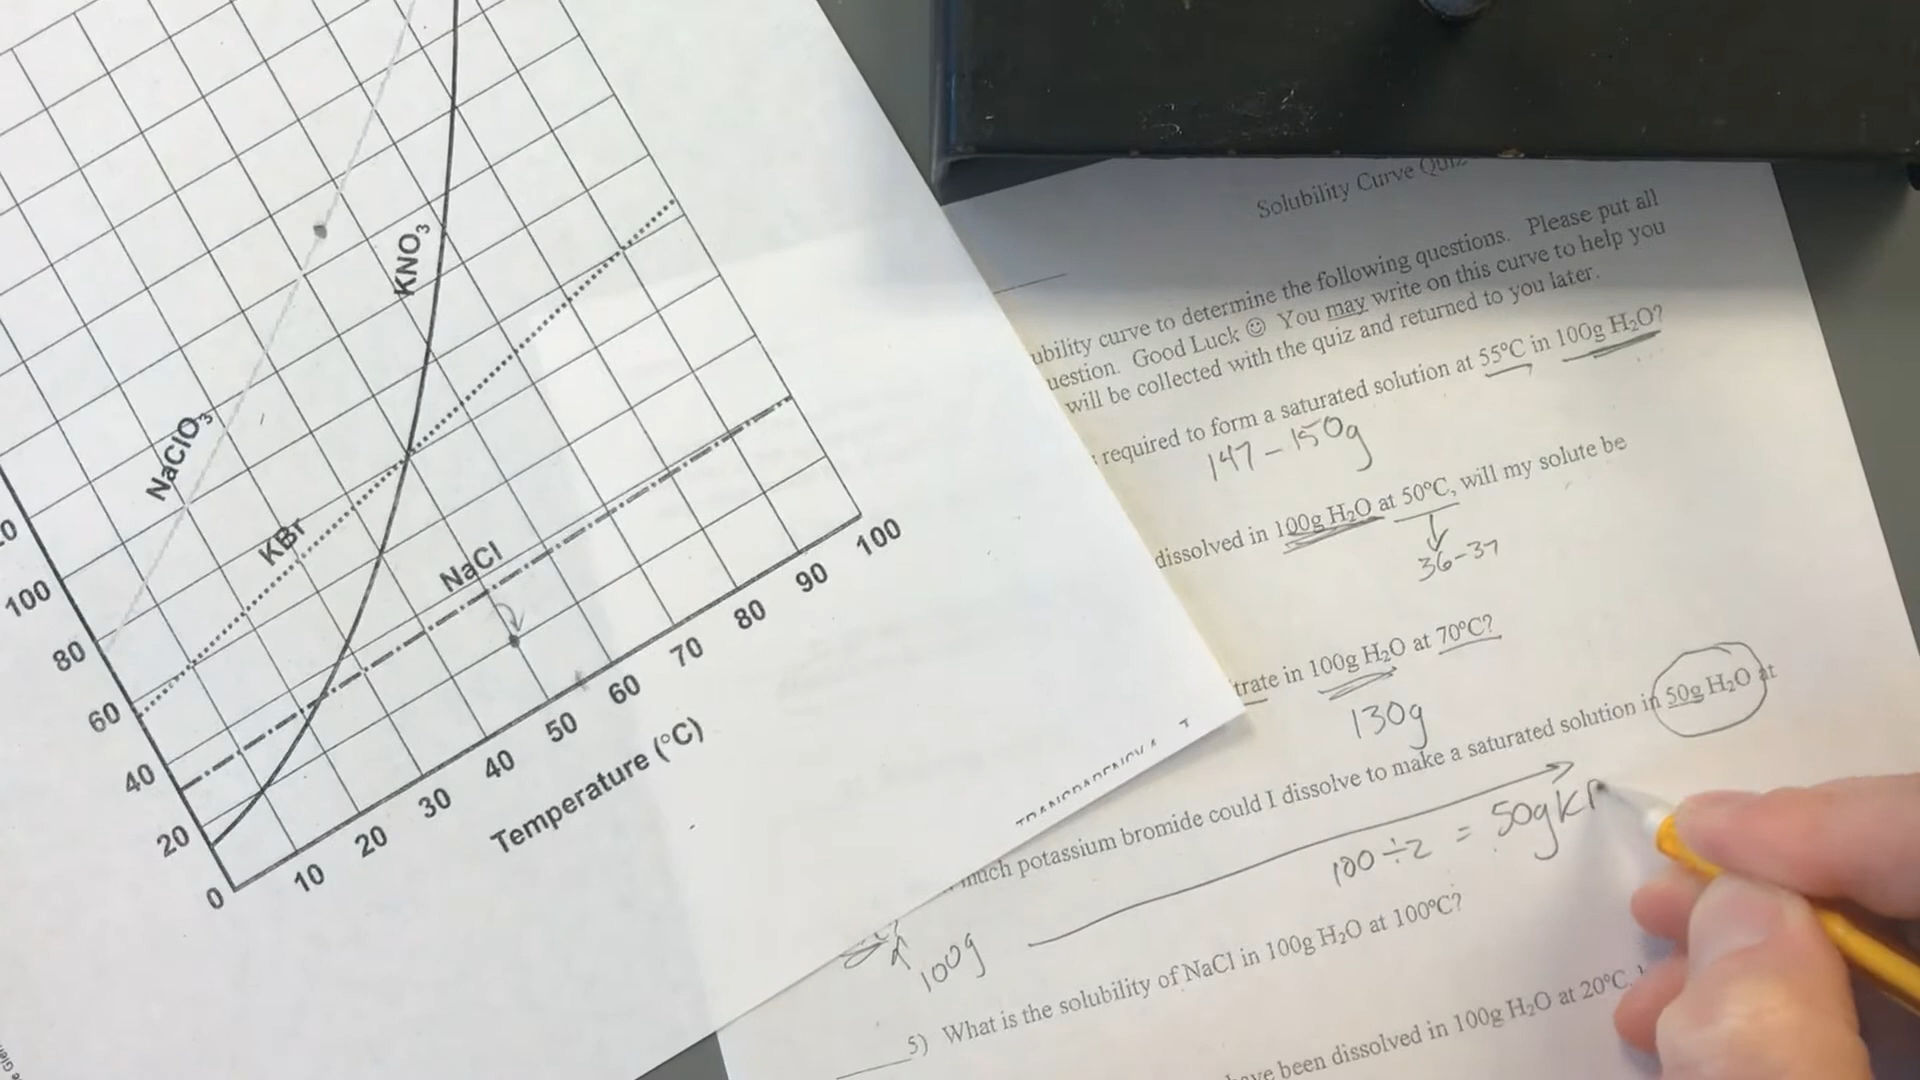 NaClO3
KNO3
KBr
NaCl
100
80
60
40
20
0
10
20
30
40
50
60
70
80
90
100
Temperature (°C)
Solubility Curve Quiz
ubility curve to determine the following questions. Please put all
uestion. Good Luck ☺ You may write on this curve to help you
will be collected with the quiz and returned to you later.
required to form a saturated solution at 55°C in 100g H2O?
147-150g
dissolved in 100g H2O at 50°C, will my solute be
36-37
trate in 100g H2O at 70°C?
130g
much potassium bromide could I dissolve to make a saturated solution in 50g H2O at
100÷2 = 50g
100g
5) What is the solubility of NaCl in 100g H2O at 100°C?
ve been dissolved in 100g H2O at 20°C.